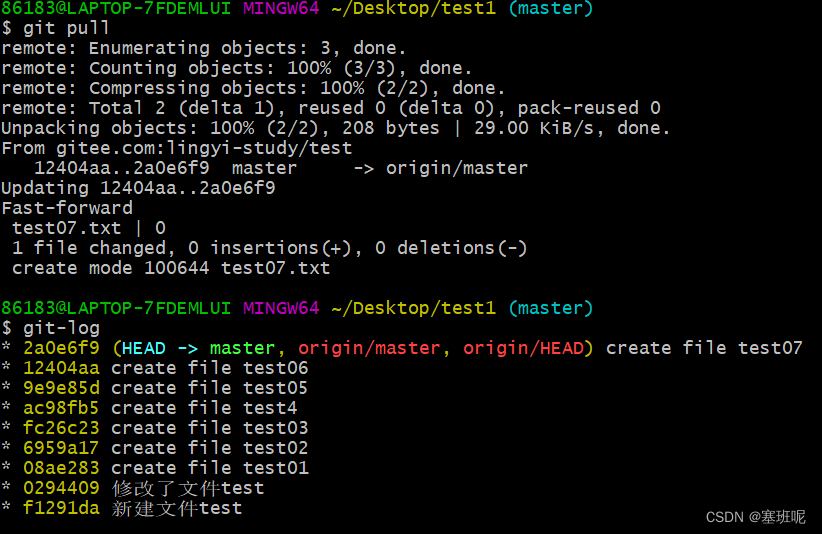 86183@LAPTOP-7FDEMLUI MINGW64 ~/Desktop/test1 (master)
$ git pull
remote: Enumerating objects: 3, done.
remote: Counting objects: 100% (3/3), done.
remote: Compressing objects: 100% (2/2), done.
remote: Total 2 (delta 1), reused 0 (delta 0), pack-reused 0
Unpacking objects: 100% (2/2), 208 bytes | 29.00 KiB/s, done.
From gitee.com:lingyi-study/test
   12404aa..2a0e6f9  master     -> origin/master
Updating 12404aa..2a0e6f9
Fast-forward
 test07.txt | 0
 1 file changed, 0 insertions(+), 0 deletions(-)
 create mode 100644 test07.txt
86183@LAPTOP-7FDEMLUI MINGW64 ~/Desktop/test1 (master)
$ git-log
* 2a0e6f9 (HEAD -> master, origin/master, origin/HEAD) create file test07
* 12404aa create file test06
* 9e9e85d create file test05
* ac98fb5 create file test4
* fc26c23 create file test03
* 6959a17 create file test02
* 08ae283 create file test01
* 0294409 修改了文件test
* f1291da 新建文件test
CSDN @塞班呢